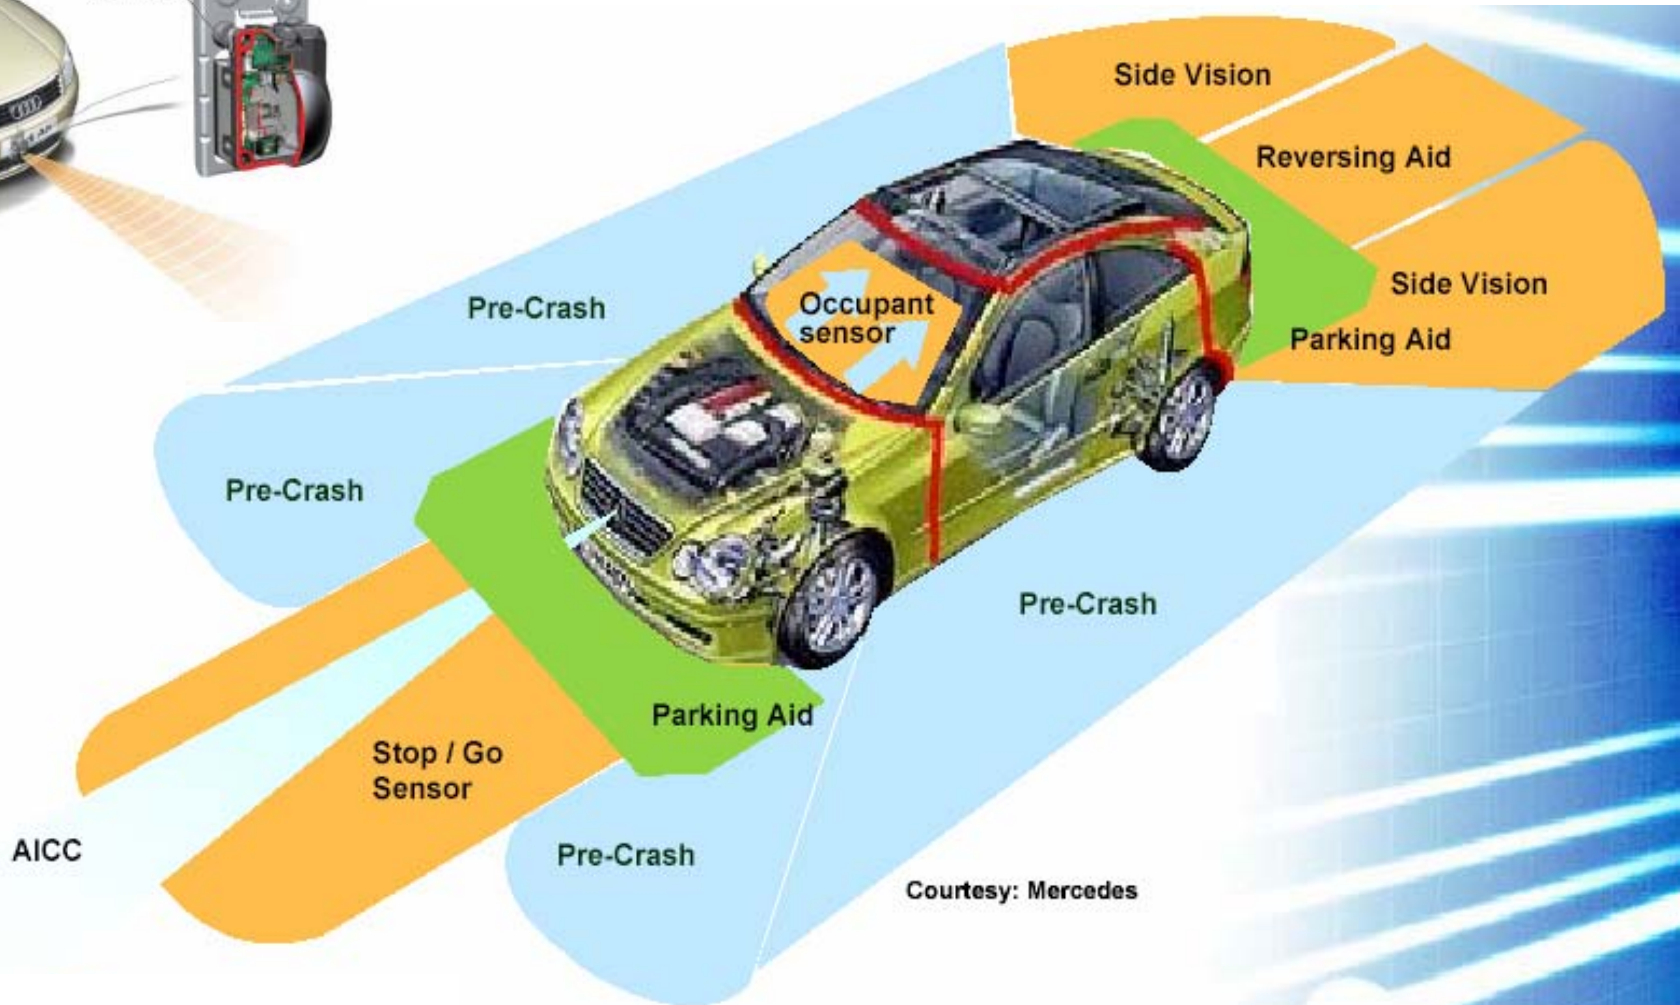 Side Vision
Reversing Aid
Side Vision
Parking Aid
Pre-Crash
Occupant
sensor
Pre-Crash
Pre-Crash
Parking Aid
Stop / Go
Sensor
AICC
Pre-Crash
Courtesy: Mercedes